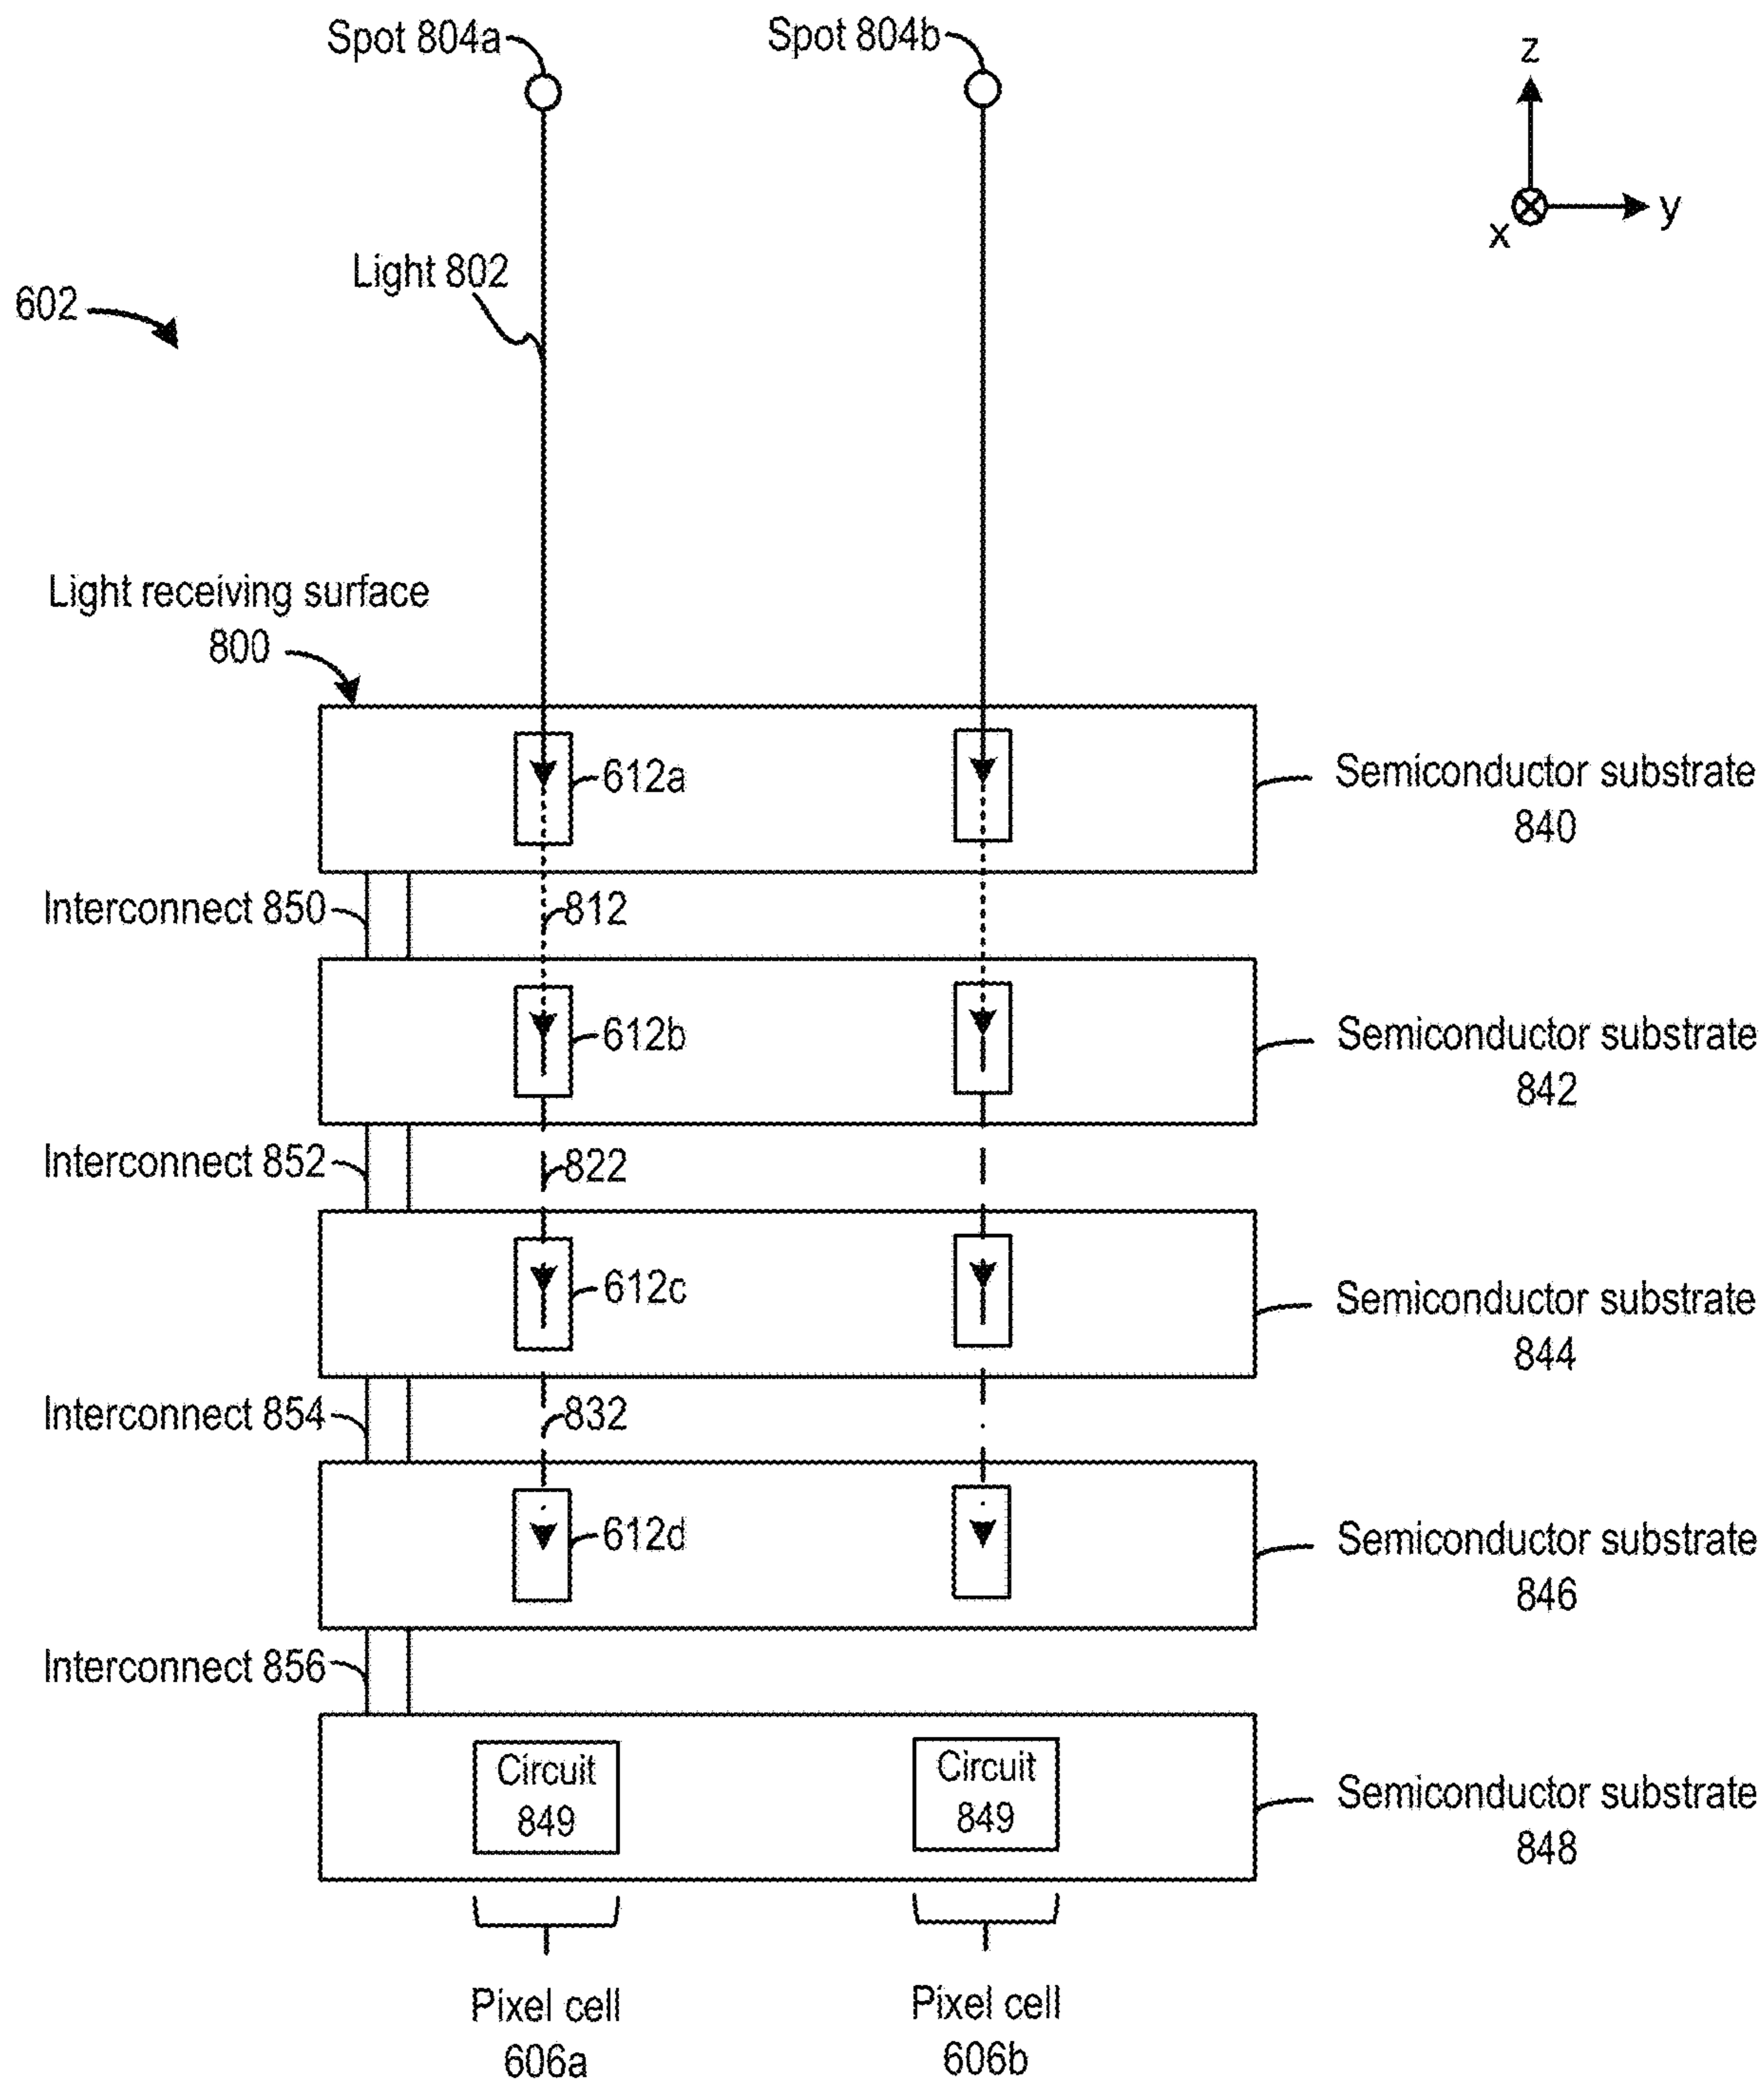 Spot 804a
Spot 804b
z
x
y
Light 802
602
Light receiving surface
800
612a
Semiconductor substrate
840
Interconnect 850
812
612b
Semiconductor substrate
842
Interconnect 852
822
612c
Semiconductor substrate
844
Interconnect 854
832
612d
Semiconductor substrate
846
Interconnect 856
Circuit
849
Circuit
849
Semiconductor substrate
848
Pixel cell
606a
Pixel cell
606b